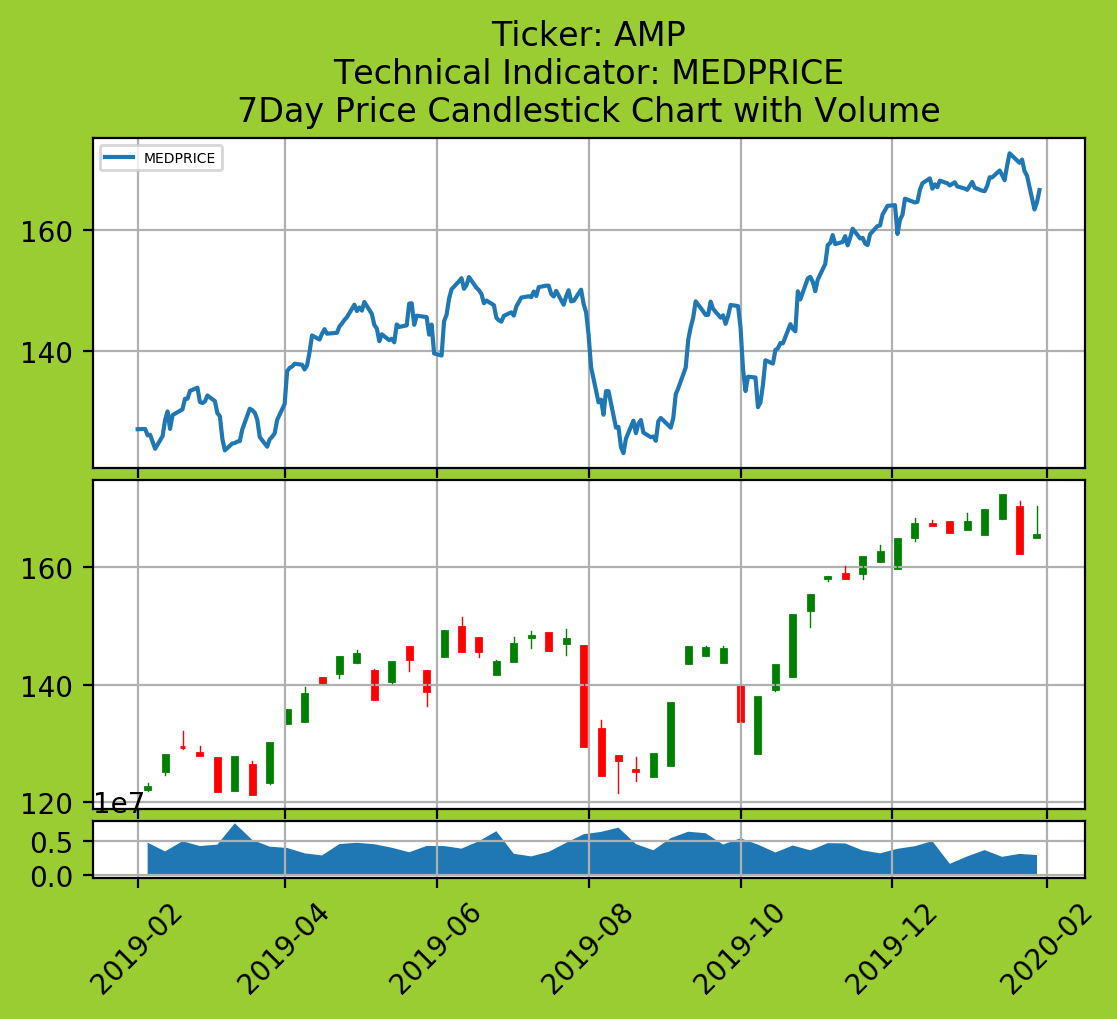 Ticker: AMP
Technical Indicator: MEDPRICE
7Day Price Candlestick Chart with Volume
MEDPRICE
160
140
160
140
120
1e7
0.5
0.0
2019-02
2019-04
2019-06
2019-08
2019-10
2019-12
2020-02